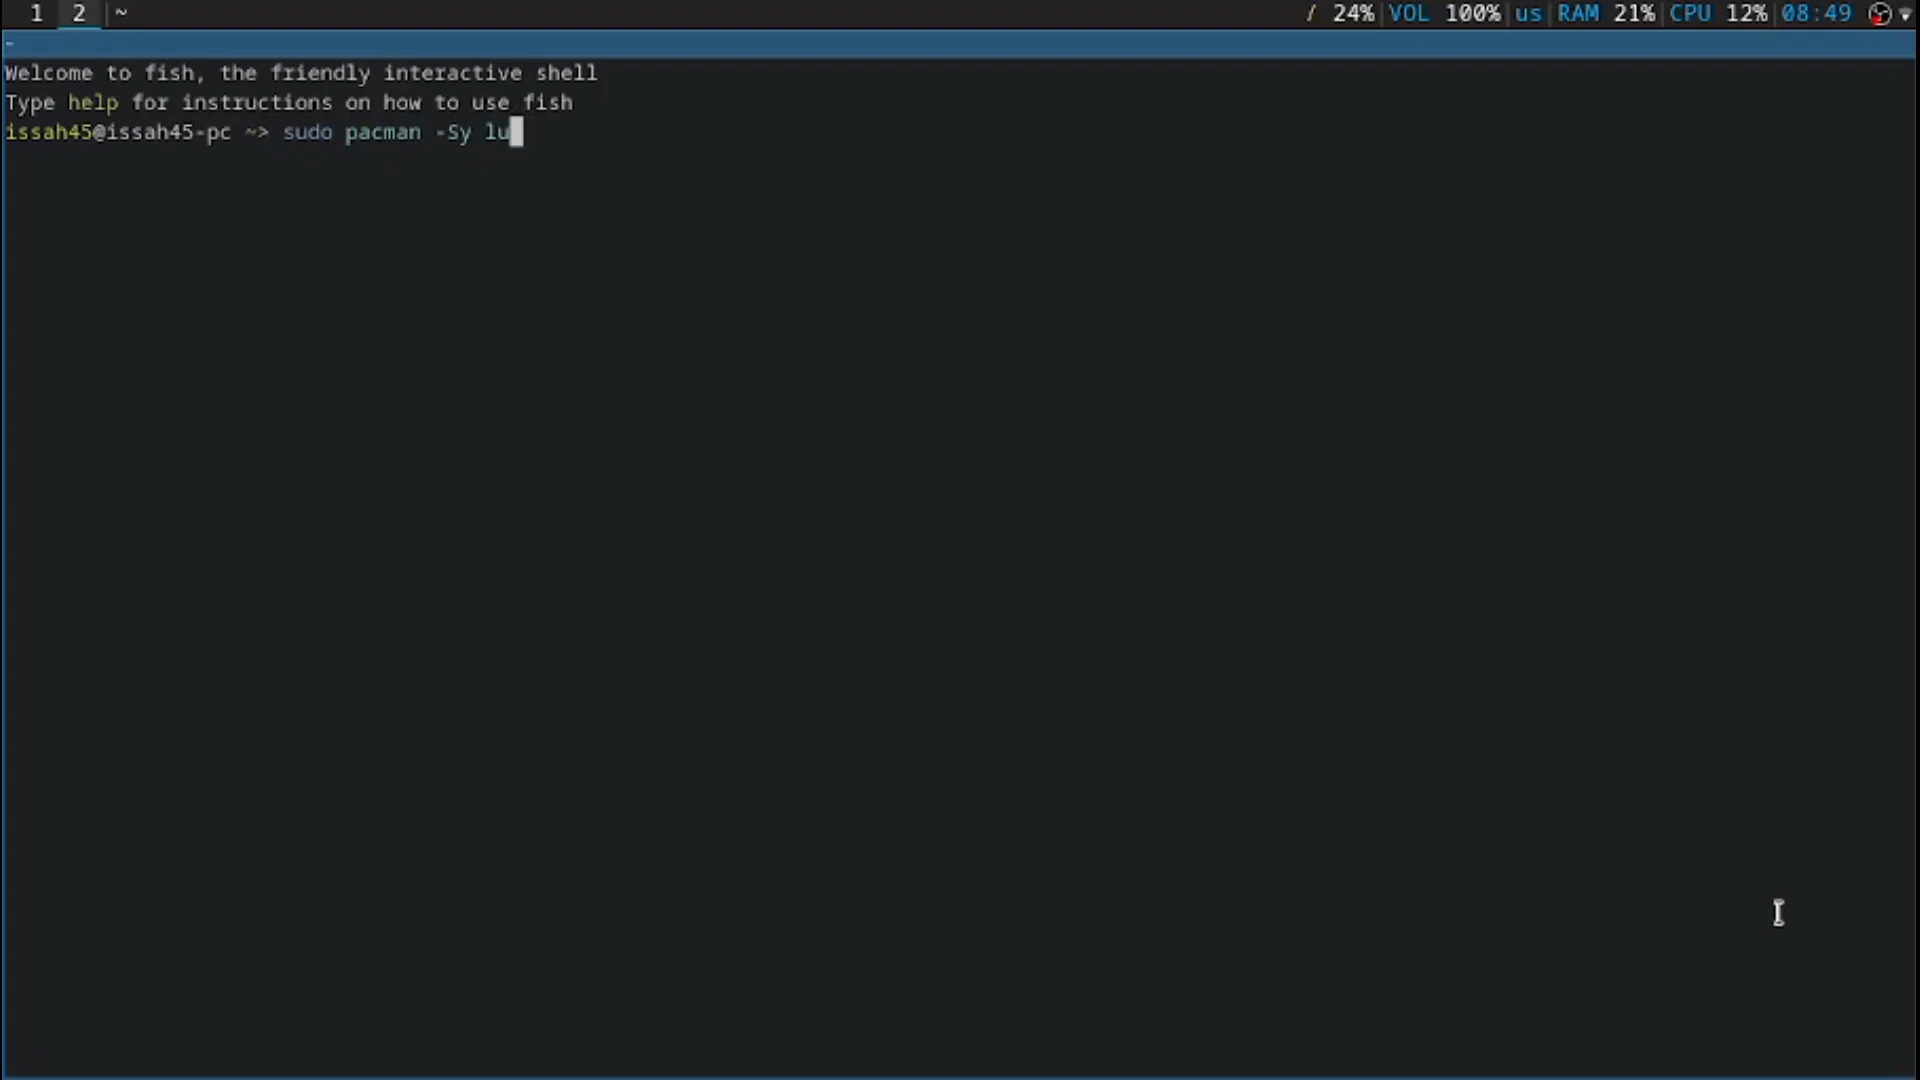 1 2 ~ / 24% VOL 100% us RAM 21% CPU 12% 08:49
~
Welcome to fish, the friendly interactive shell
Type help for instructions on how to use fish
issah45@issah45-pc ~> sudo pacman -Sy lu